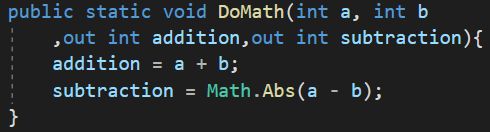 public static void DoMath(int a, int b
,out int addition,out int subtraction){
addition = a + b;
subtraction = Math.Abs(a - b);
}